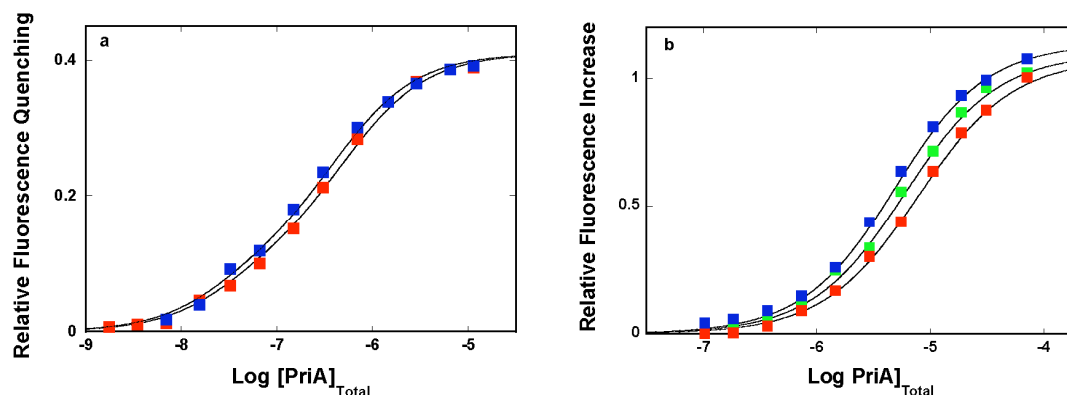 a
Relative Fluorescence Quenching
0.4
0.2
0
-9 -8 -7 -6 -5
Log [PriA]Total
b
Relative Fluorescence Increase
1
0.5
0
-7 -6 -5 -4
Log PriA]Total